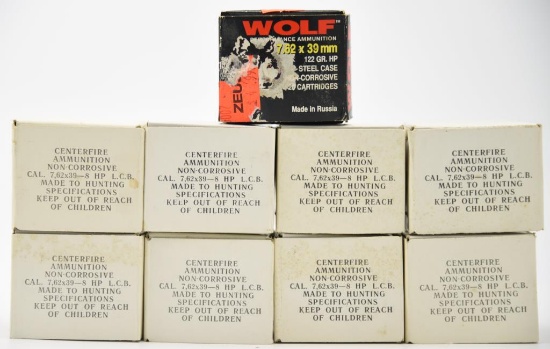 WOLF
PERFORMANCE AMMUNITION
7,62 x 39 mm
122 GR. HP
STEEL CASE
CORROSIVE
CARTRIDGES
Made in Russia
CENTERFIRE
AMMUNITION
NON-CORROSIVE
CAL. 7,62x39—8 HP L.C.B.
MADE TO HUNTING
SPECIFICATIONS
KEEP OUT OF REACH
OF CHILDREN
CENTERFIRE
AMMUNITION
NON-CORROSIVE
CAL. 7,62x39—8 HP L.C.B.
MADE TO HUNTING
SPECIFICATIONS
KEEP OUT OF REACH
OF CHILDREN
CENTERFIRE
AMMUNITION
NON-CORROSIVE
CAL. 7,62x39—8 HP L.C.B.
MADE TO HUNTING
SPECIFICATIONS
KEEP OUT OF REACH
OF CHILDREN
CENTERFIRE
AMMUNITION
NON-CORROSIVE
CAL. 7,62x39—8 HP L.C.B.
MADE TO HUNTING
SPECIFICATIONS
KEEP OUT OF REACH
OF CHILDREN
CENTERFIRE
AMMUNITION
NON-CORROSIVE
CAL. 7,62x39—8 HP L.C.B.
MADE TO HUNTING
SPECIFICATIONS
KEEP OUT OF REACH
OF CHILDREN
CENTERFIRE
AMMUNITION
NON-CORROSIVE
CAL. 7,62x39—8 HP L.C.B.
MADE TO HUNTING
SPECIFICATIONS
KEEP OUT OF REACH
OF CHILDREN
CENTERFIRE
AMMUNITION
NON-CORROSIVE
CAL. 7,62x39—8 HP L.C.B.
MADE TO HUNTING
SPECIFICATIONS
KEEP OUT OF REACH
OF CHILDREN
CENTERFIRE
AMMUNITION
NON-CORROSIVE
CAL. 7,62x39—8 HP L.C.B.
MADE TO HUNTING
SPECIFICATIONS
KEEP OUT OF REACH
OF CHILDREN